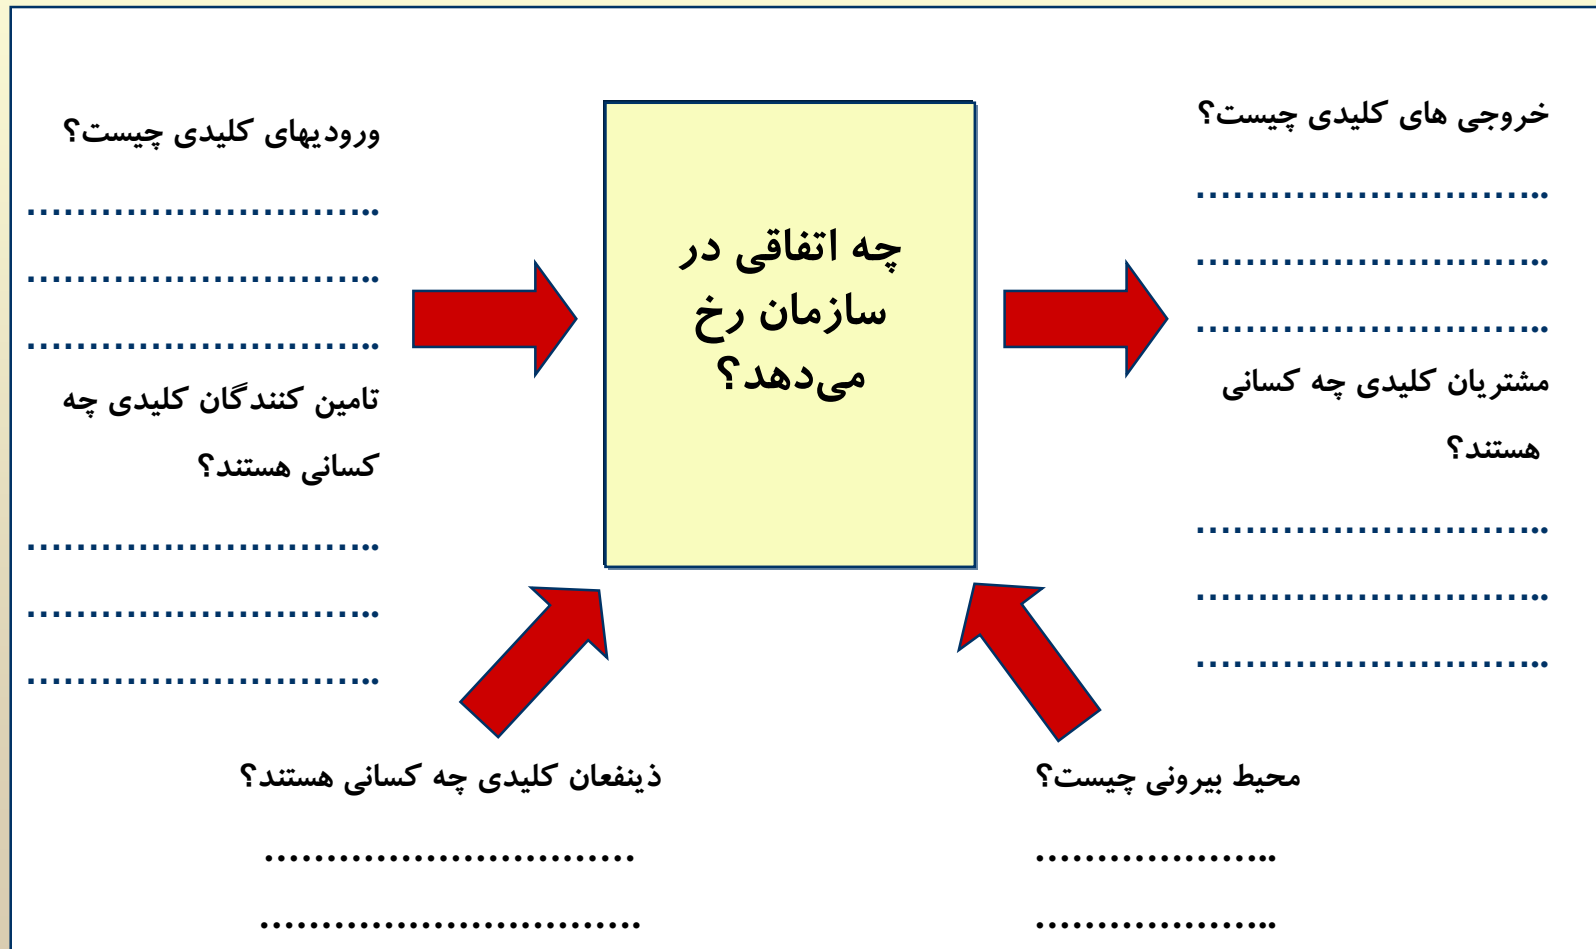 خروجی های کلیدی چیست؟
...........................
...........................
...........................
مشتریان کلیدی چه کسانی
هستند؟
...........................
...........................
...........................
چه اتفاقی در
سازمان رخ
می‌دهد؟
ورودیهای کلیدی چیست؟
...........................
...........................
...........................
تامین کنندگان کلیدی چه
کسانی هستند؟
...........................
...........................
...........................
محیط بیرونی چیست؟
...................
...................
ذینفعان کلیدی چه کسانی هستند؟
............................
.............................